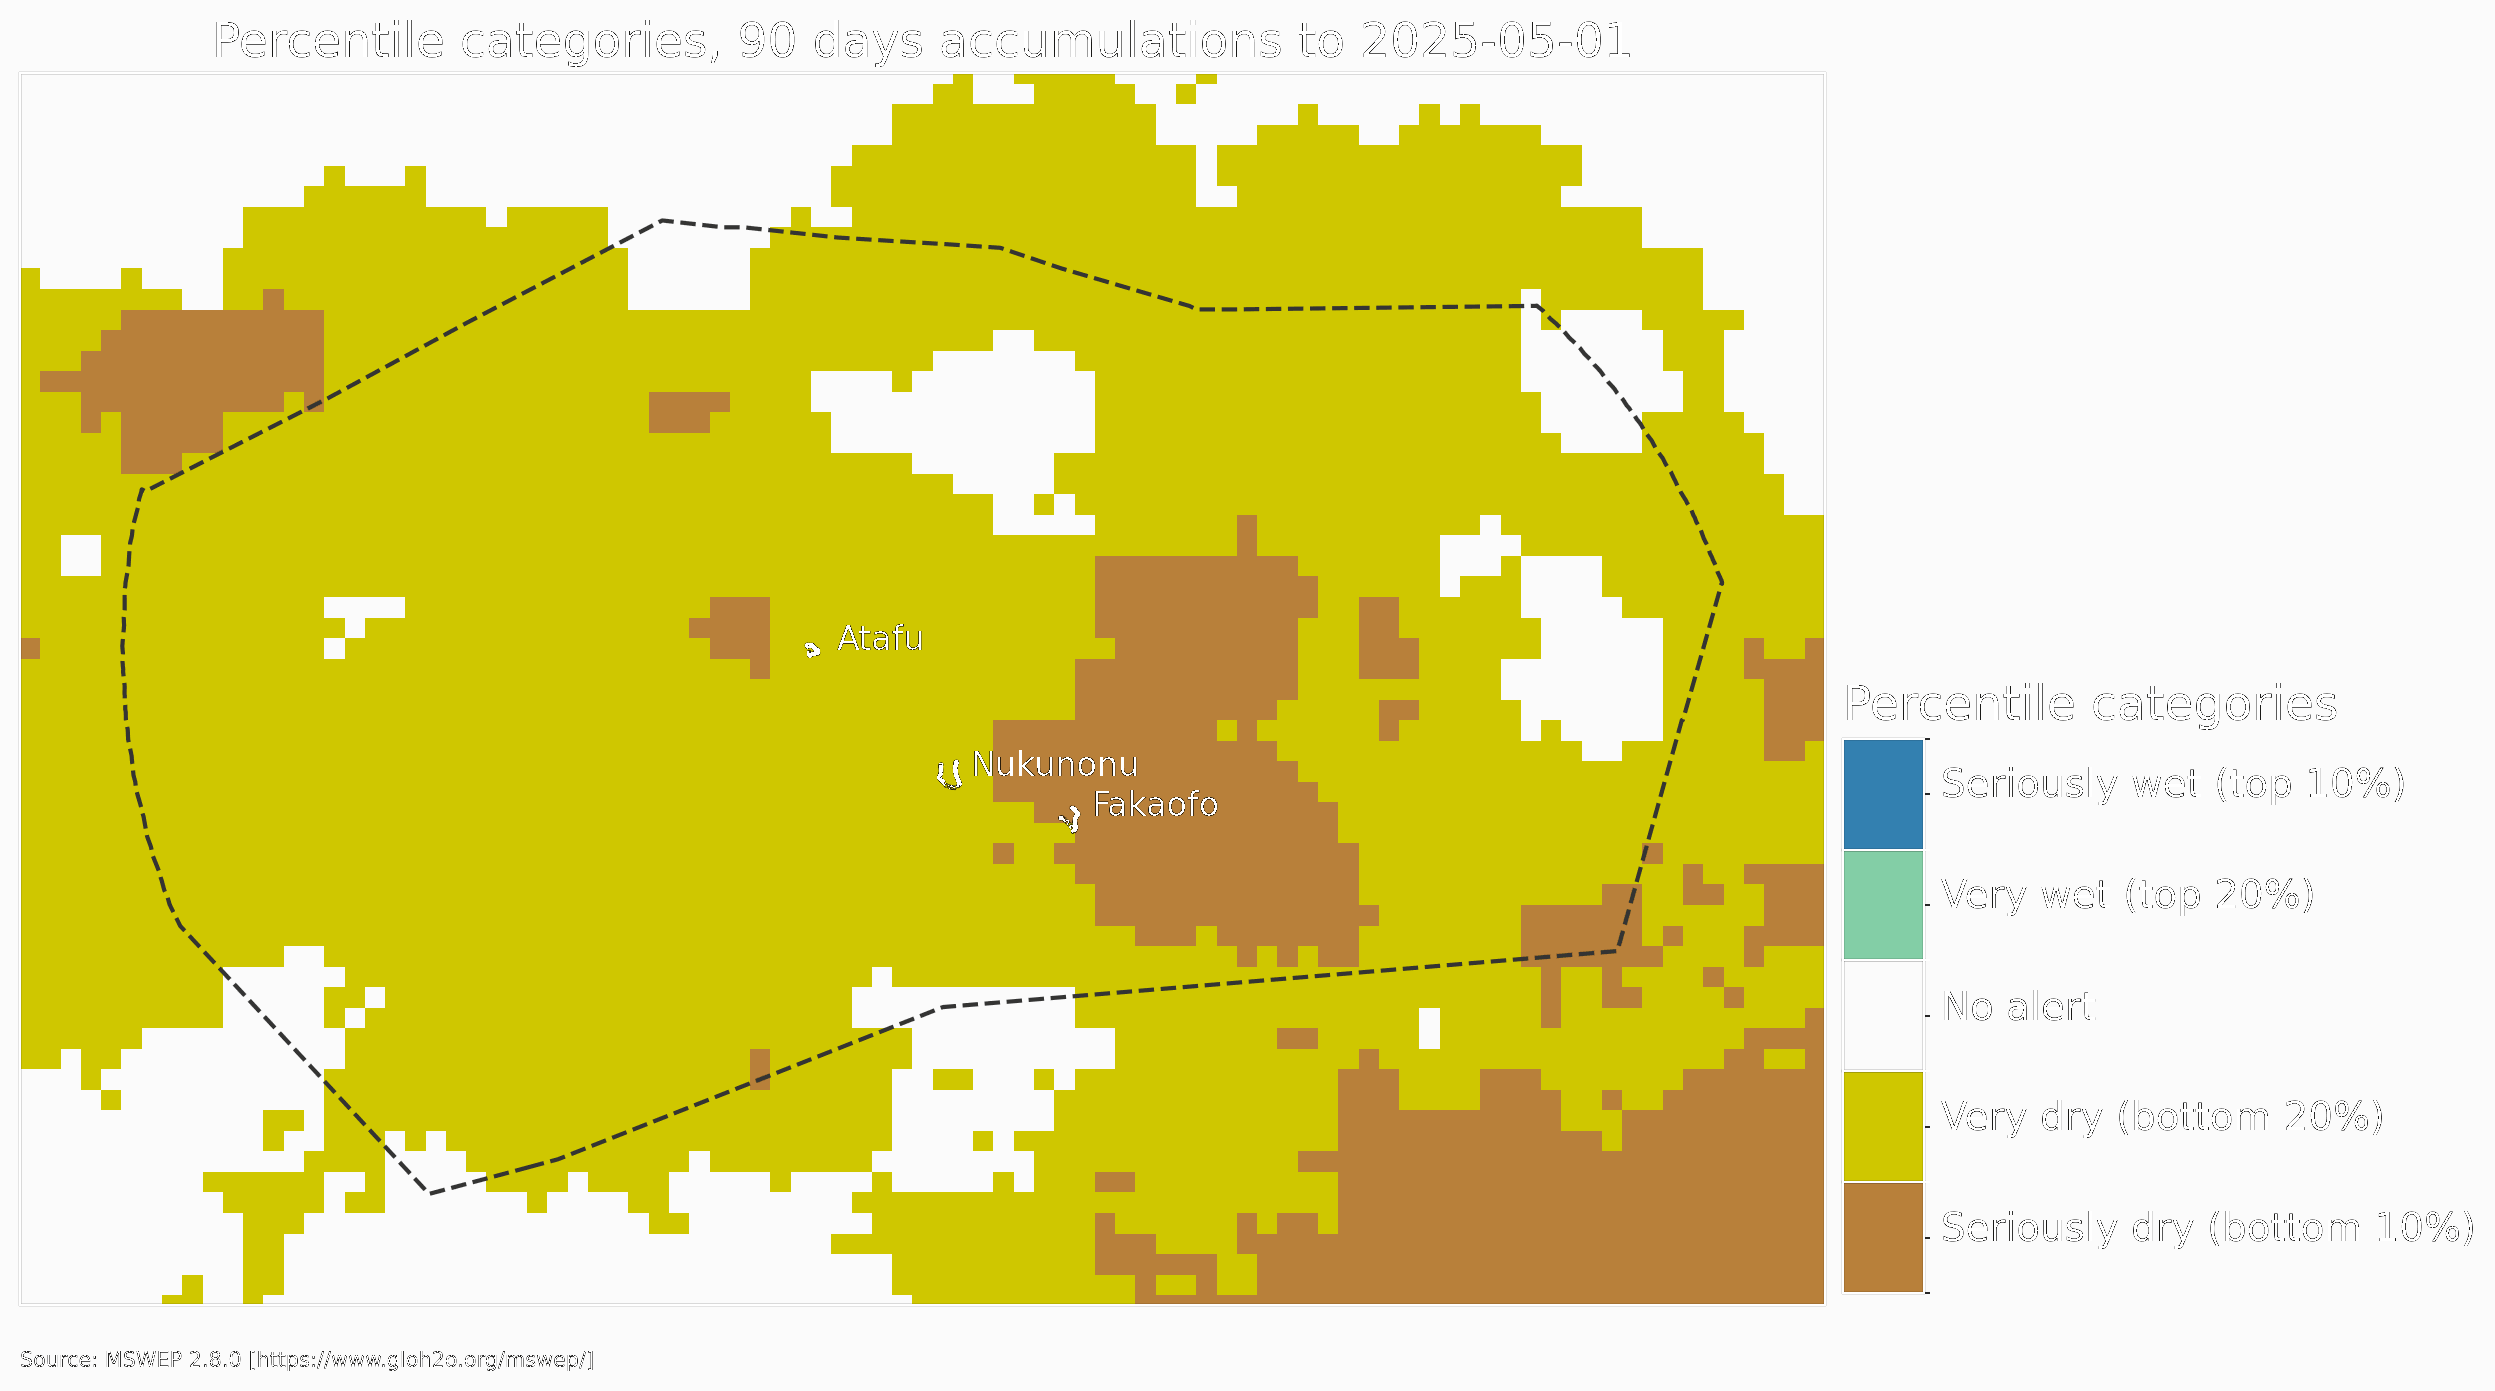 Percentile categories, 90 days accumulations to 2025-05-01
Atafu
Nukunonu
Fakaofo
Percentile categories
Seriously wet (top 10%)
Very wet (top 20%)
No alert
Very dry (bottom 20%)
Seriously dry (bottom 10%)
Source: MSWEP 2.8.0 [https://www.gloh2o.org/mswep/]